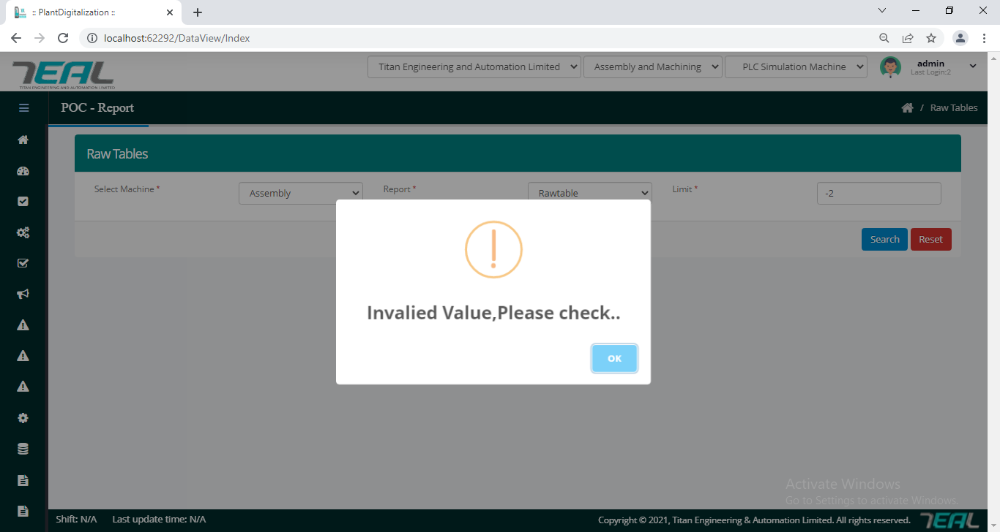 :: PlantDigitalization ::
localhost:62292/DataView/Index
TEAL
TITAN ENGINEERING AND AUTOMATION LIMITED
Titan Engineering and Automation Limited
Assembly and Machining
PLC Simulation Machine
admin
Last Login:2
POC - Report
/ Raw Tables
Raw Tables
Select Machine *
Assembly
Report *
Rawtable
Limit *
-2
Search
Reset
Invalied Value,Please check..
OK
Activate Windows
Go to Settings to activate Windows.
Shift: N/A
Last update time: N/A
Copyright © 2021, Titan Engineering & Automation Limited. All rights reserved.
TEAL